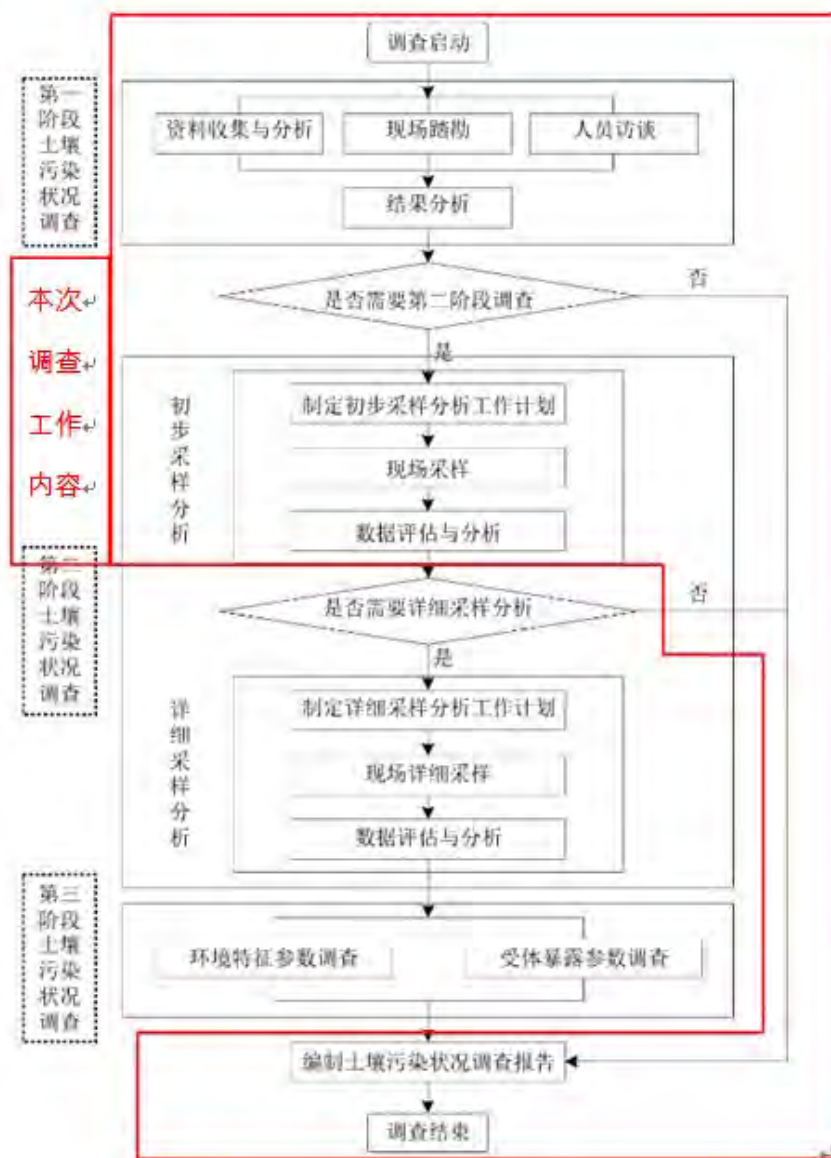 调查启动
第一
阶段
土壤
污染
状况
调查
资料收集与分析
现场踏勘
人员访谈
结果分析
本次
调查
工作
内容
是否需要第二阶段调查
否
是
初步采样分析
制定初步采样分析工作计划
现场采样
数据评估与分析
第二
阶段
土壤
污染
状况
调查
是否需要详细采样分析
否
是
详细采样分析
制定详细采样分析工作计划
现场详细采样
数据评估与分析
第三
阶段
土壤
污染
状况
调查
环境特征参数调查
受体暴露参数调查
编制土壤污染状况调查报告
调查结束